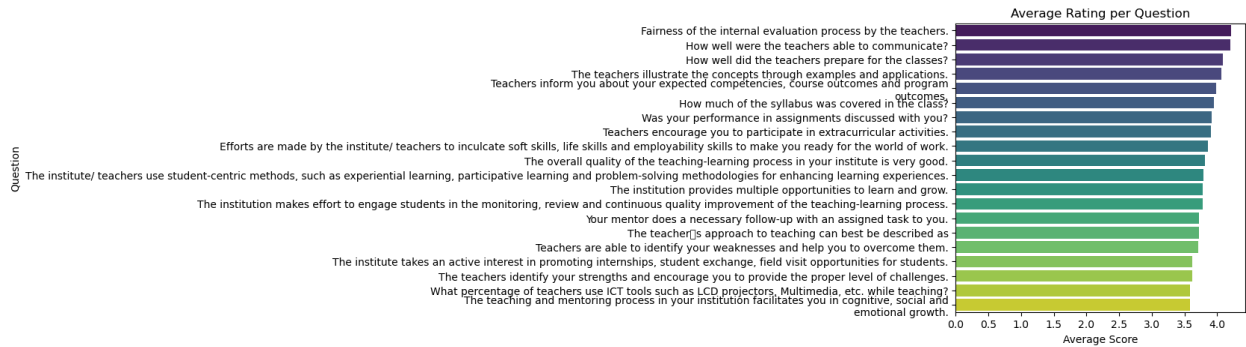 Average Rating per Question
Fairness of the internal evaluation process by the teachers.
How well were the teachers able to communicate?
How well did the teachers prepare for the classes?
The teachers illustrate the concepts through examples and applications.
Teachers inform you about your expected competencies, course outcomes and program
outcomes.
How much of the syllabus was covered in the class?
Was your performance in assignments discussed with you?
Teachers encourage you to participate in extracurricular activities.
Efforts are made by the institute/ teachers to inculcate soft skills, life skills and employability skills to make you ready for the world of work.
The overall quality of the teaching-learning process in your institute is very good.
The institute/ teachers use student-centric methods, such as experiential learning, participative learning and problem-solving methodologies for enhancing learning experiences.
The institution provides multiple opportunities to learn and grow.
The institution makes effort to engage students in the monitoring, review and continuous quality improvement of the teaching-learning process.
Your mentor does a necessary follow-up with an assigned task to you.
The teacher▯s approach to teaching can best be described as
Teachers are able to identify your weaknesses and help you to overcome them.
The institute takes an active interest in promoting internships, student exchange, field visit opportunities for students.
The teachers identify your strengths and encourage you to provide the proper level of challenges.
What percentage of teachers use ICT tools such as LCD projectors, Multimedia, etc. while teaching?
The teaching and mentoring process in your institution facilitates you in cognitive, social and
emotional growth.
Question
0.0 0.5 1.0 1.5 2.0 2.5 3.0 3.5 4.0
Average Score